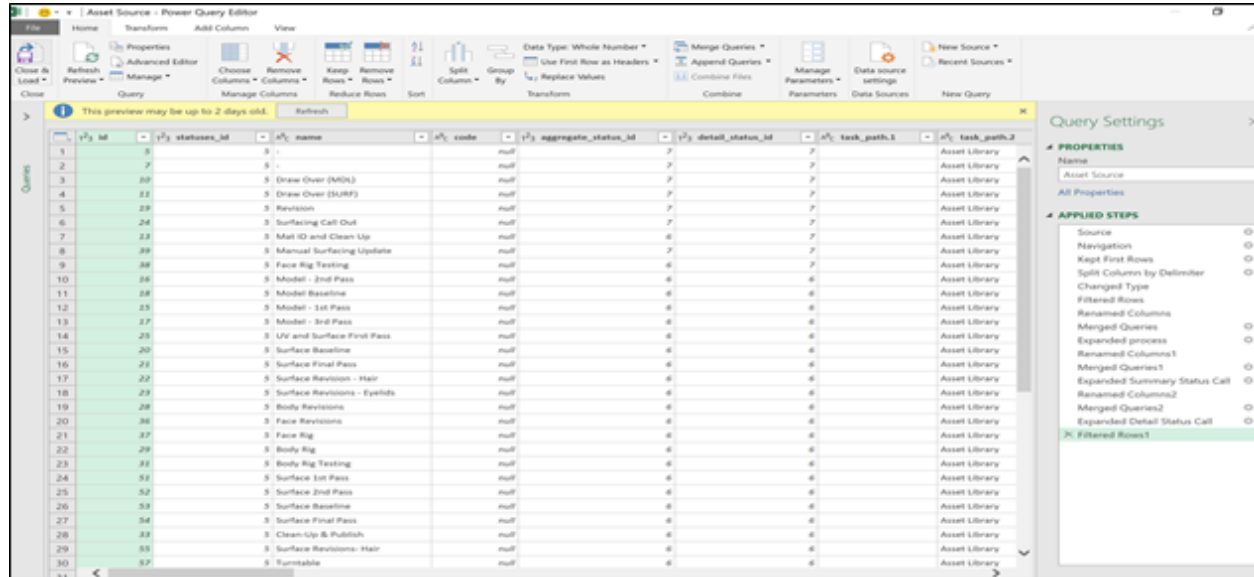 Asset Source - Power Query Editor
File Home Transform Add Column View
Close & Load Refresh Preview Properties Advanced Editor Manage Choose Columns Remove Columns Keep Rows Remove Rows Split Column Group By Data Type: Whole Number Use First Row as Headers Replace Values Merge Queries Append Queries Combine Files Manage Parameters Data source settings New Source Recent Sources
Close Query Manage Columns Reduce Rows Sort Transform Combine Parameters Data Sources New Query
This preview may be up to 2 days old. Refresh
Queries
id statuses_id name code aggregate_status_id detail_status_id task_path.1 task_path.2
1 5 5 - null 7 7 Asset Library
2 7 5 - null 7 7 Asset Library
3 10 5 Draw Over (MDL) null 7 7 Asset Library
4 11 5 Draw Over (SURF) null 7 7 Asset Library
5 19 5 Revision null 7 7 Asset Library
6 24 5 Surfacing Call Out null 7 7 Asset Library
7 13 5 Mat ID and Clean Up null 6 7 Asset Library
8 39 5 Manual Surfacing Update null 7 7 Asset Library
9 38 5 Face Rig Testing null 6 7 Asset Library
10 16 5 Model - 2nd Pass null 6 6 Asset Library
11 18 5 Model Baseline null 6 6 Asset Library
12 15 5 Model - 1st Pass null 6 6 Asset Library
13 17 5 Model - 3rd Pass null 6 6 Asset Library
14 25 5 UV and Surface First Pass null 6 6 Asset Library
15 20 5 Surface Baseline null 6 6 Asset Library
16 21 5 Surface Final Pass null 6 6 Asset Library
17 22 5 Surface Revision - Hair null 6 6 Asset Library
18 23 5 Surface Revisions - Eyelids null 6 6 Asset Library
19 28 5 Body Revisions null 6 6 Asset Library
20 36 5 Face Revisions null 6 6 Asset Library
21 37 5 Face Rig null 6 6 Asset Library
22 29 5 Body Rig null 6 6 Asset Library
23 31 5 Body Rig Testing null 6 6 Asset Library
24 51 5 Surface 1st Pass null 6 6 Asset Library
25 52 5 Surface 2nd Pass null 6 6 Asset Library
26 53 5 Surface Baseline null 6 6 Asset Library
27 54 5 Surface Final Pass null 6 6 Asset Library
28 33 5 Clean-Up & Publish null 6 6 Asset Library
29 55 5 Surface Revisions- Hair null 6 6 Asset Library
30 57 5 Turntable null 6 6 Asset Library
Query Settings
PROPERTIES
Name
Asset Source
All Properties
APPLIED STEPS
Source
Navigation
Kept First Rows
Split Column by Delimiter
Changed Type
Filtered Rows
Renamed Columns
Merged Queries
Expanded process
Renamed Columns1
Merged Queries1
Expanded Summary Status Call
Renamed Columns2
Merged Queries2
Expanded Detail Status Call
Filtered Rows1